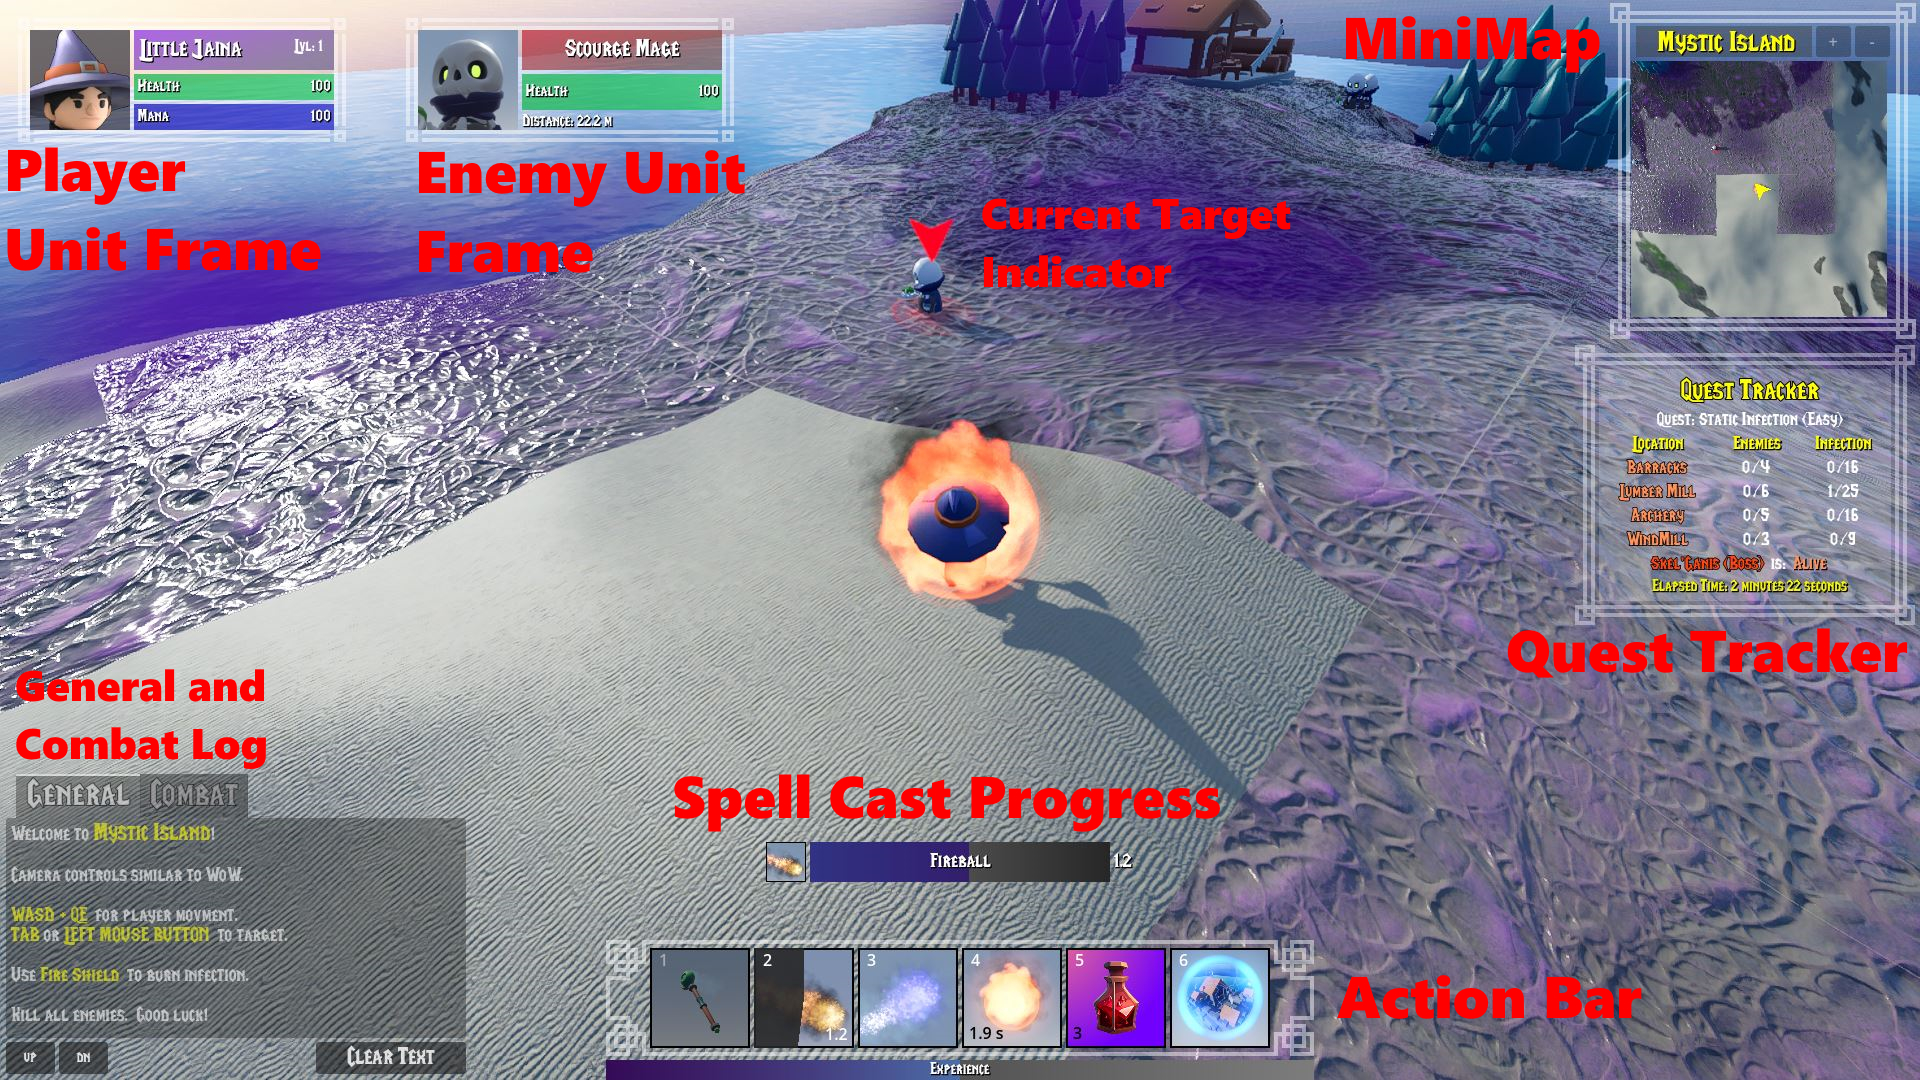 Little Jaina Lvl: 1
Health 100
Mana 100
Player
Unit Frame
Scourge Mage
Health 100
Distance: 22.2 m
Enemy Unit
Frame
Current Target
Indicator
MiniMap
Mystic Island + -
Quest Tracker
Quest: Static Infection (Easy)
Location Enemies Infection
Barracks 0/4 0/16
Lumber Mill 0/6 1/25
Archery 0/5 0/16
WindMill 0/3 0/9
Skel'Ganis (Boss) is: Alive
Elapsed Time: 2 minutes 22 seconds
Quest Tracker
General and
Combat Log
General Combat
Welcome to Mystic Island!
Camera controls similar to WoW.
WASD + QE for player movment.
TAB or LEFT MOUSE BUTTON to target.
Use Fire Shield to burn infection.
Kill all enemies. Good luck!
UP DN Clear Text
Spell Cast Progress
Fireball 1.2
1 2 3 4 5 6
1.2 1.9 s 3
Action Bar
Experience